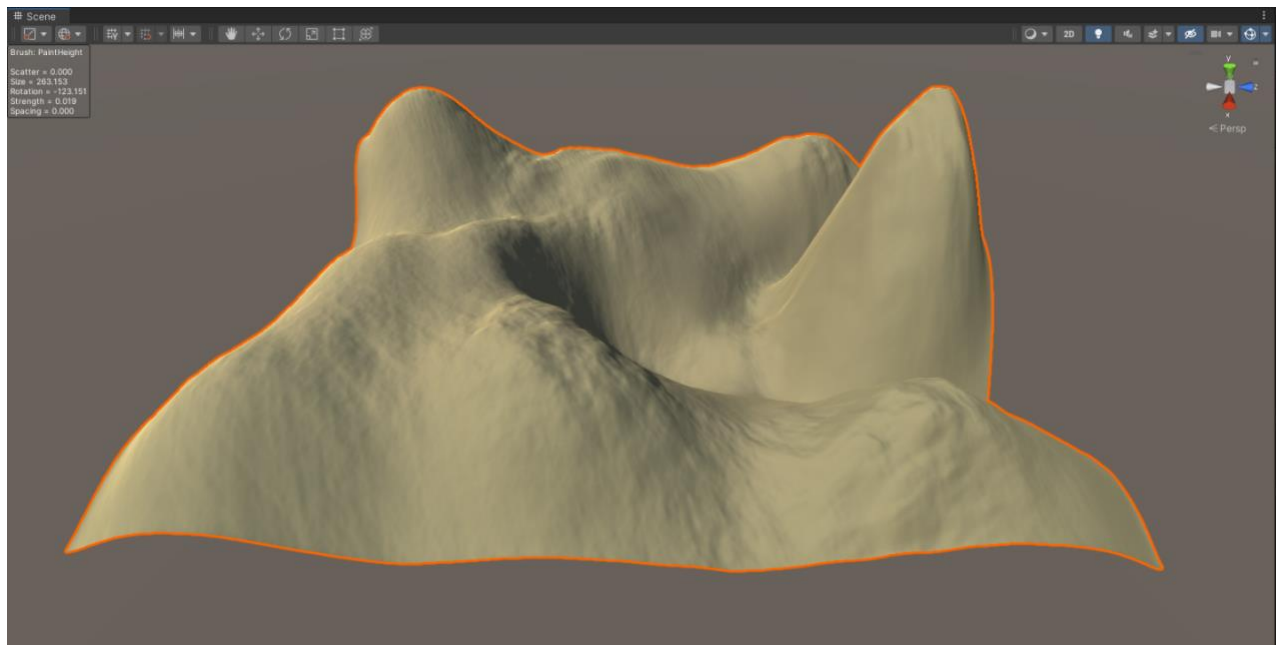 Scene
2D
Brush: PaintHeight
Scatter = 0.000
Size = 263.153
Rotation = -123.151
Strength = 0.019
Spacing = 0.000
y
z
x
Persp